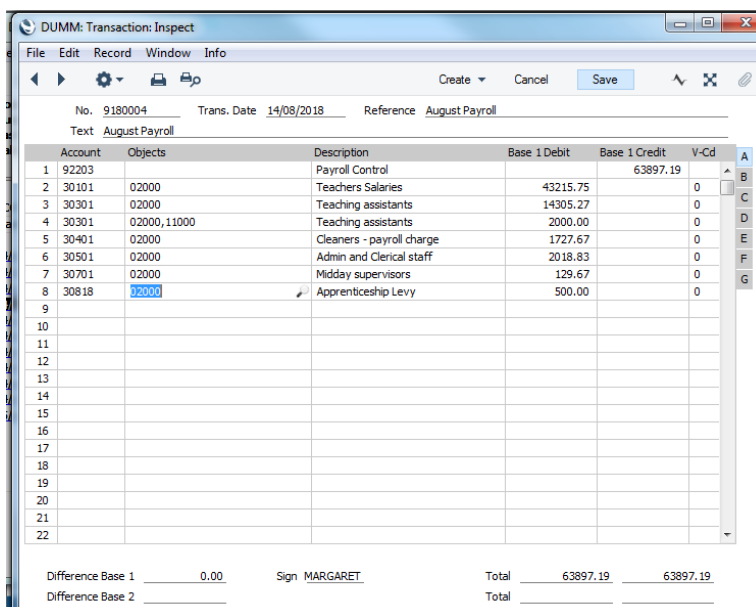 DUMM: Transaction: Inspect
File Edit Record Window Info
Create Cancel Save
No. 9180004 Trans. Date 14/08/2018 Reference August Payroll
Text August Payroll
Account Objects Description Base 1 Debit Base 1 Credit V-Cd
A
1 92203 Payroll Control 63897.19
B
2 30101 02000 Teachers Salaries 43215.75 0
C
3 30301 02000 Teaching assistants 14305.27 0
D
4 30301 02000,11000 Teaching assistants 2000.00 0
E
5 30401 02000 Cleaners - payroll charge 1727.67 0
F
6 30501 02000 Admin and Clerical staff 2018.83 0
G
7 30701 02000 Midday supervisors 129.67 0
8 30818 02000 Apprenticeship Levy 500.00 0
9
10
11
12
13
14
15
16
17
18
19
20
21
22
Difference Base 1 0.00 Sign MARGARET Total 63897.19 63897.19
Difference Base 2 Total